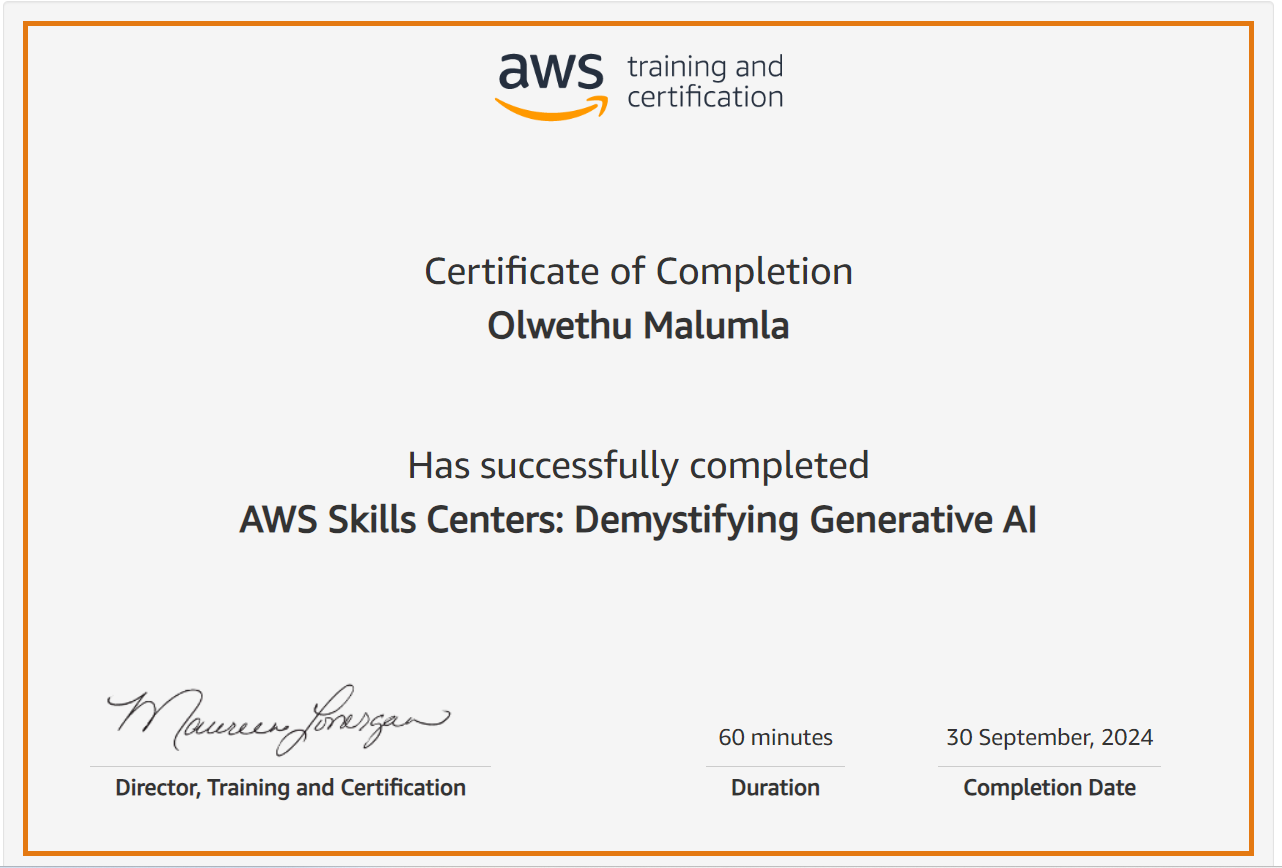 aws training and
certification
Certificate of Completion
Olwethu Malumla
Has successfully completed
AWS Skills Centers: Demystifying Generative AI
Maureen Lonergan
60 minutes
30 September, 2024
Director, Training and Certification
Duration
Completion Date